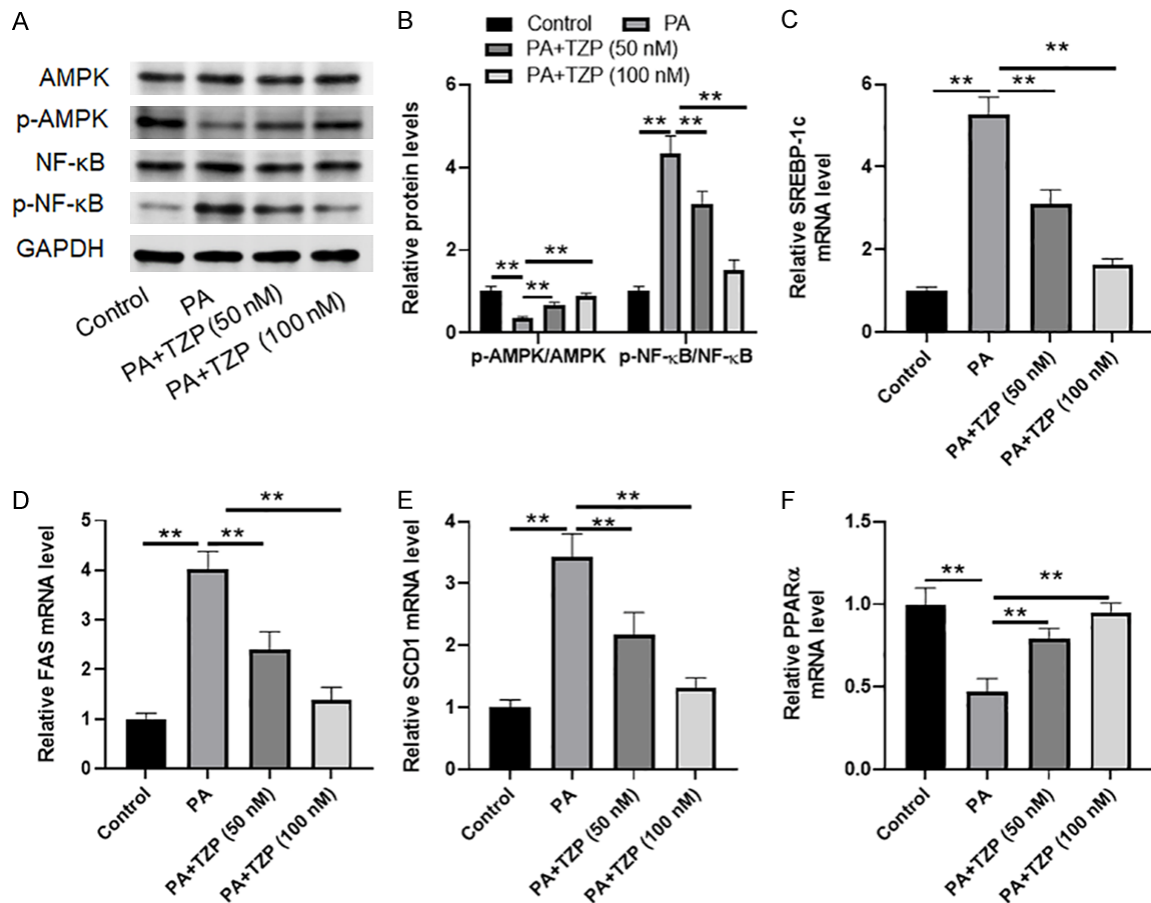 A
AMPK
p-AMPK
NF-κB
p-NF-κB
GAPDH
Control
PA
PA+TZP (50 nM)
PA+TZP (100 nM)
B
Control PA
PA+TZP (50 nM)
PA+TZP (100 nM)
Relative protein levels
6
4
2
0
** ** **
** ** **
p-AMPK/AMPK p-NF-κB/NF-κB
C
Relative SREBP-1c
mRNA level
6
4
2
0
** ** **
Control
PA
PA+TZP (50 nM)
PA+TZP (100 nM)
D
Relative FAS mRNA level
5
4
3
2
1
0
** ** **
Control
PA
PA+TZP (50 nM)
PA+TZP (100 nM)
E
Relative SCD1 mRNA level
4
3
2
1
0
** ** **
Control
PA
PA+TZP (50 nM)
PA+TZP (100 nM)
F
Relative PPARα
mRNA level
1.5
1.0
0.5
0.0
** ** **
Control
PA
PA+TZP (50 nM)
PA+TZP (100 nM)